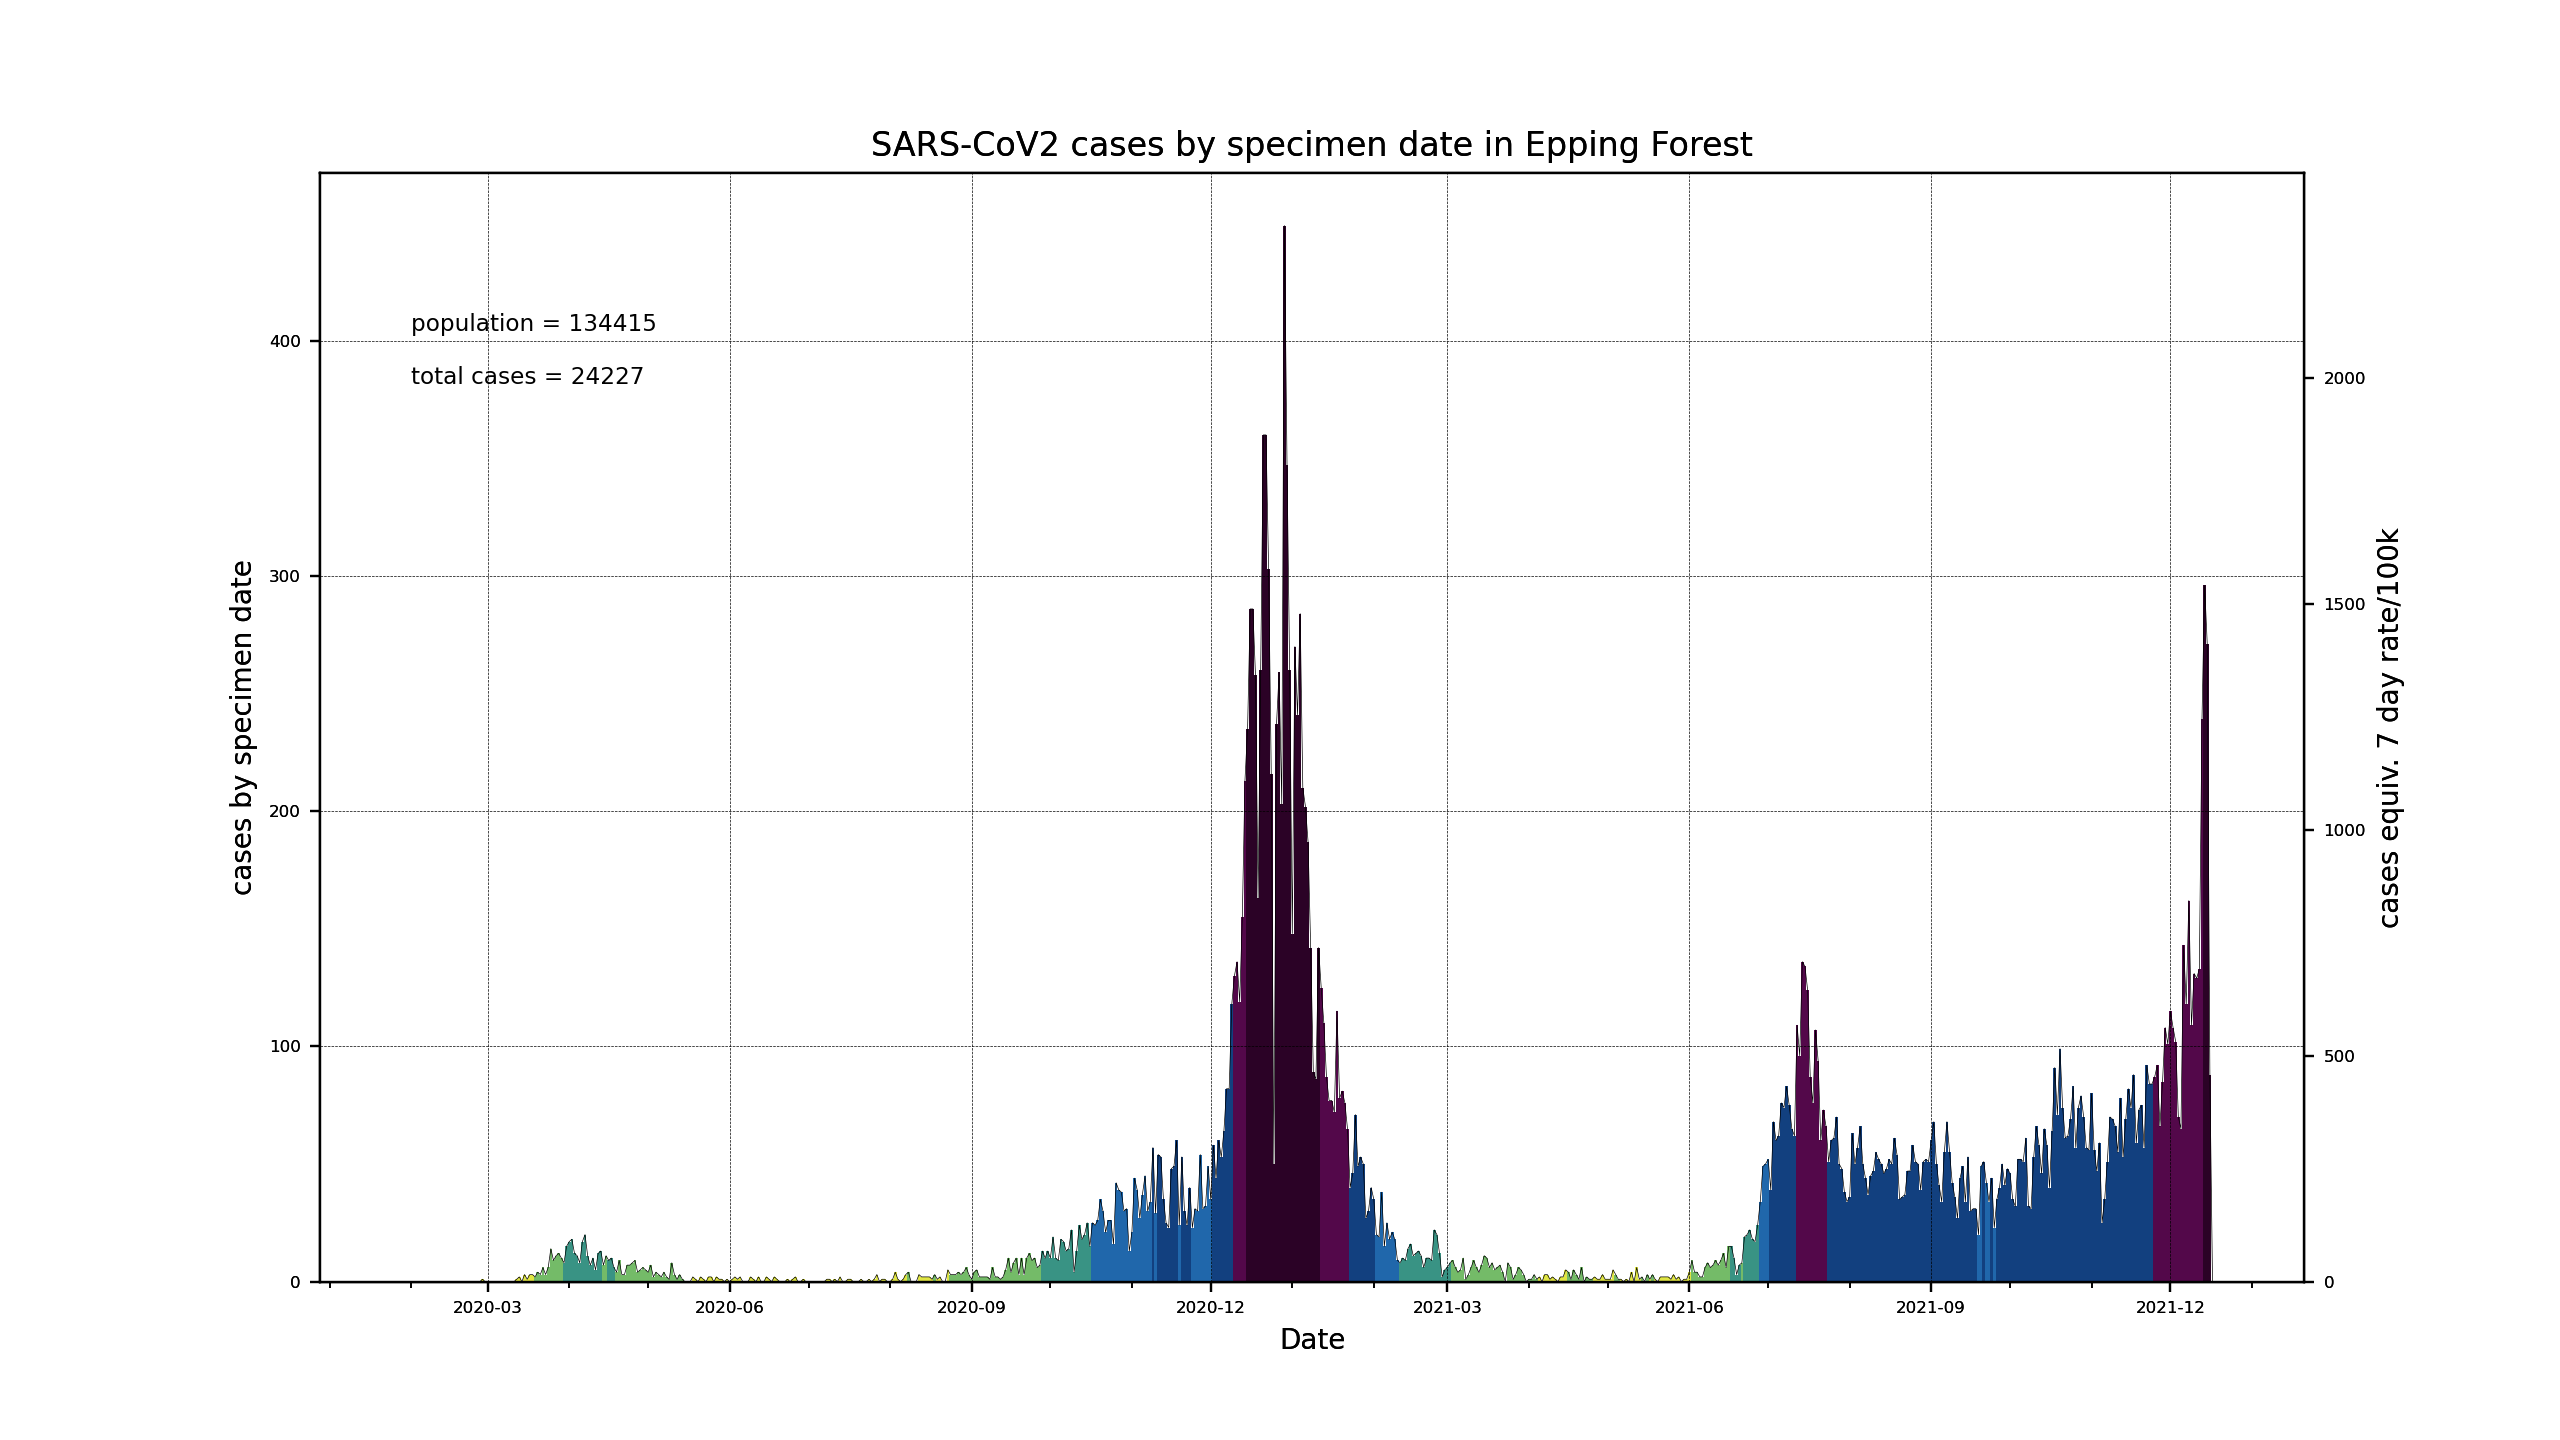 SARS-CoV2 cases by specimen date in Epping Forest
population = 134415
total cases = 24227
cases by specimen date
400
300
200
100
0
cases equiv. 7 day rate/100k
2000
1500
1000
500
0
2020-03 2020-06 2020-09 2020-12 2021-03 2021-06 2021-09 2021-12
Date